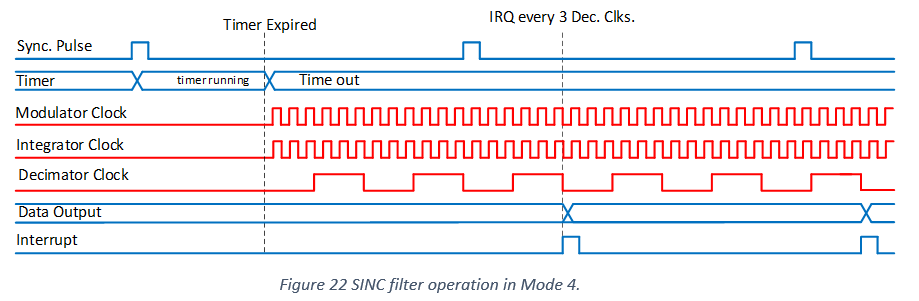 IRQ every 3 Dec. Clks.
Timer Expired
Sync. Pulse
Timer
timer running
Time out
Modulator Clock
Integrator Clock
Decimator Clock
Data Output
Interrupt
Figure 22 SINC filter operation in Mode 4.